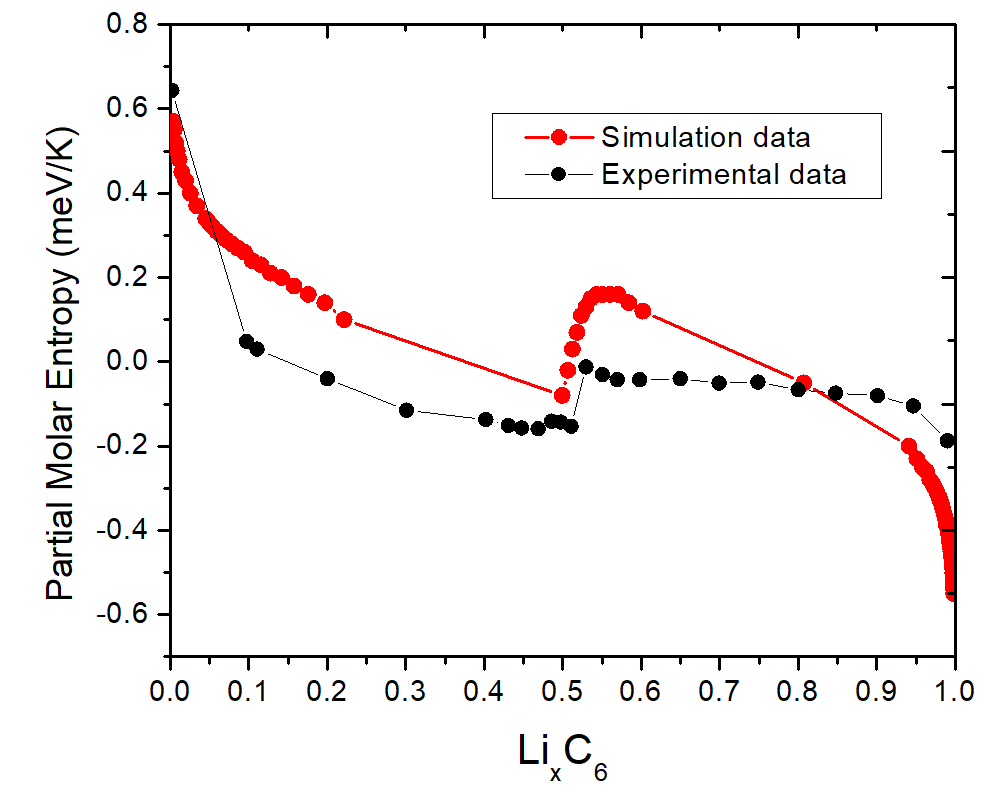 0.8
0.6
0.4
0.2
0.0
-0.2
-0.4
-0.6
Partial Molar Entropy (meV/K)
Simulation data
Experimental data
0.0 0.1 0.2 0.3 0.4 0.5 0.6 0.7 0.8 0.9 1.0
LixC6